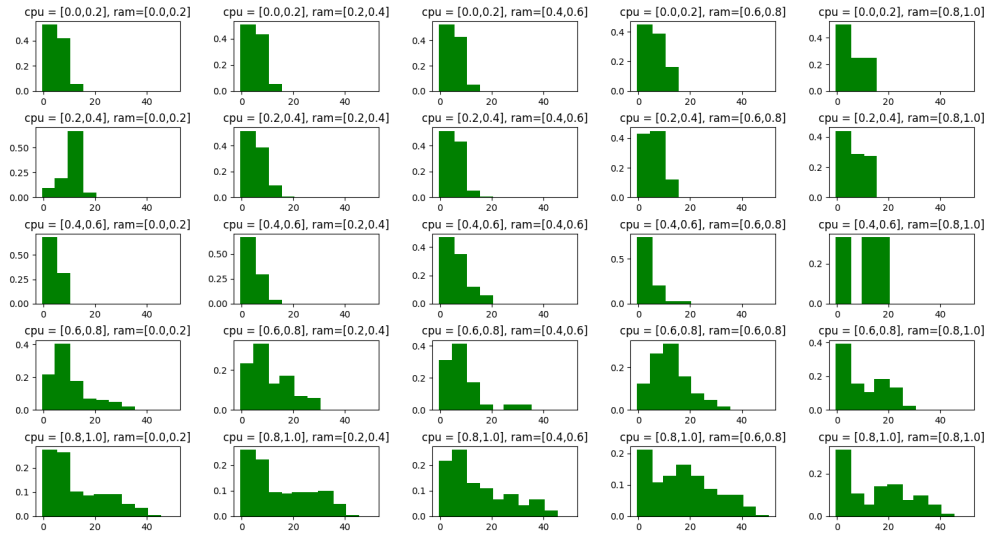 cpu = [0.0,0.2], ram=[0.0,0.2] cpu = [0.0,0.2], ram=[0.2,0.4] cpu = [0.0,0.2], ram=[0.4,0.6] cpu = [0.0,0.2], ram=[0.6,0.8] cpu = [0.0,0.2], ram=[0.8,1.0]
0.4 0.4 0.4 0.4 0.4
0.2 0.2 0.2 0.2 0.2
0.0 0.0 0.0 0.0 0.0
0 20 40 0 20 40 0 20 40 0 20 40 0 20 40
cpu = [0.2,0.4], ram=[0.0,0.2] cpu = [0.2,0.4], ram=[0.2,0.4] cpu = [0.2,0.4], ram=[0.4,0.6] cpu = [0.2,0.4], ram=[0.6,0.8] cpu = [0.2,0.4], ram=[0.8,1.0]
0.50 0.4 0.4 0.4 0.4
0.25 0.2 0.2 0.2 0.2
0.00 0.0 0.0 0.0 0.0
0 20 40 0 20 40 0 20 40 0 20 40 0 20 40
cpu = [0.4,0.6], ram=[0.0,0.2] cpu = [0.4,0.6], ram=[0.2,0.4] cpu = [0.4,0.6], ram=[0.4,0.6] cpu = [0.4,0.6], ram=[0.6,0.8] cpu = [0.4,0.6], ram=[0.8,1.0]
0.50 0.50 0.4 0.5 0.2
0.25 0.25 0.2
0.00 0.00 0.0 0.0 0.0
0 20 40 0 20 40 0 20 40 0 20 40 0 20 40
cpu = [0.6,0.8], ram=[0.0,0.2] cpu = [0.6,0.8], ram=[0.2,0.4] cpu = [0.6,0.8], ram=[0.4,0.6] cpu = [0.6,0.8], ram=[0.6,0.8] cpu = [0.6,0.8], ram=[0.8,1.0]
0.4 0.4 0.4
0.2 0.2 0.2 0.2 0.2
0.0 0.0 0.0 0.0 0.0
0 20 40 0 20 40 0 20 40 0 20 40 0 20 40
cpu = [0.8,1.0], ram=[0.0,0.2] cpu = [0.8,1.0], ram=[0.2,0.4] cpu = [0.8,1.0], ram=[0.4,0.6] cpu = [0.8,1.0], ram=[0.6,0.8] cpu = [0.8,1.0], ram=[0.8,1.0]
0.2 0.2 0.2 0.2 0.2
0.1 0.1 0.1
0.0 0.0 0.0 0.0 0.0
0 20 40 0 20 40 0 20 40 0 20 40 0 20 40